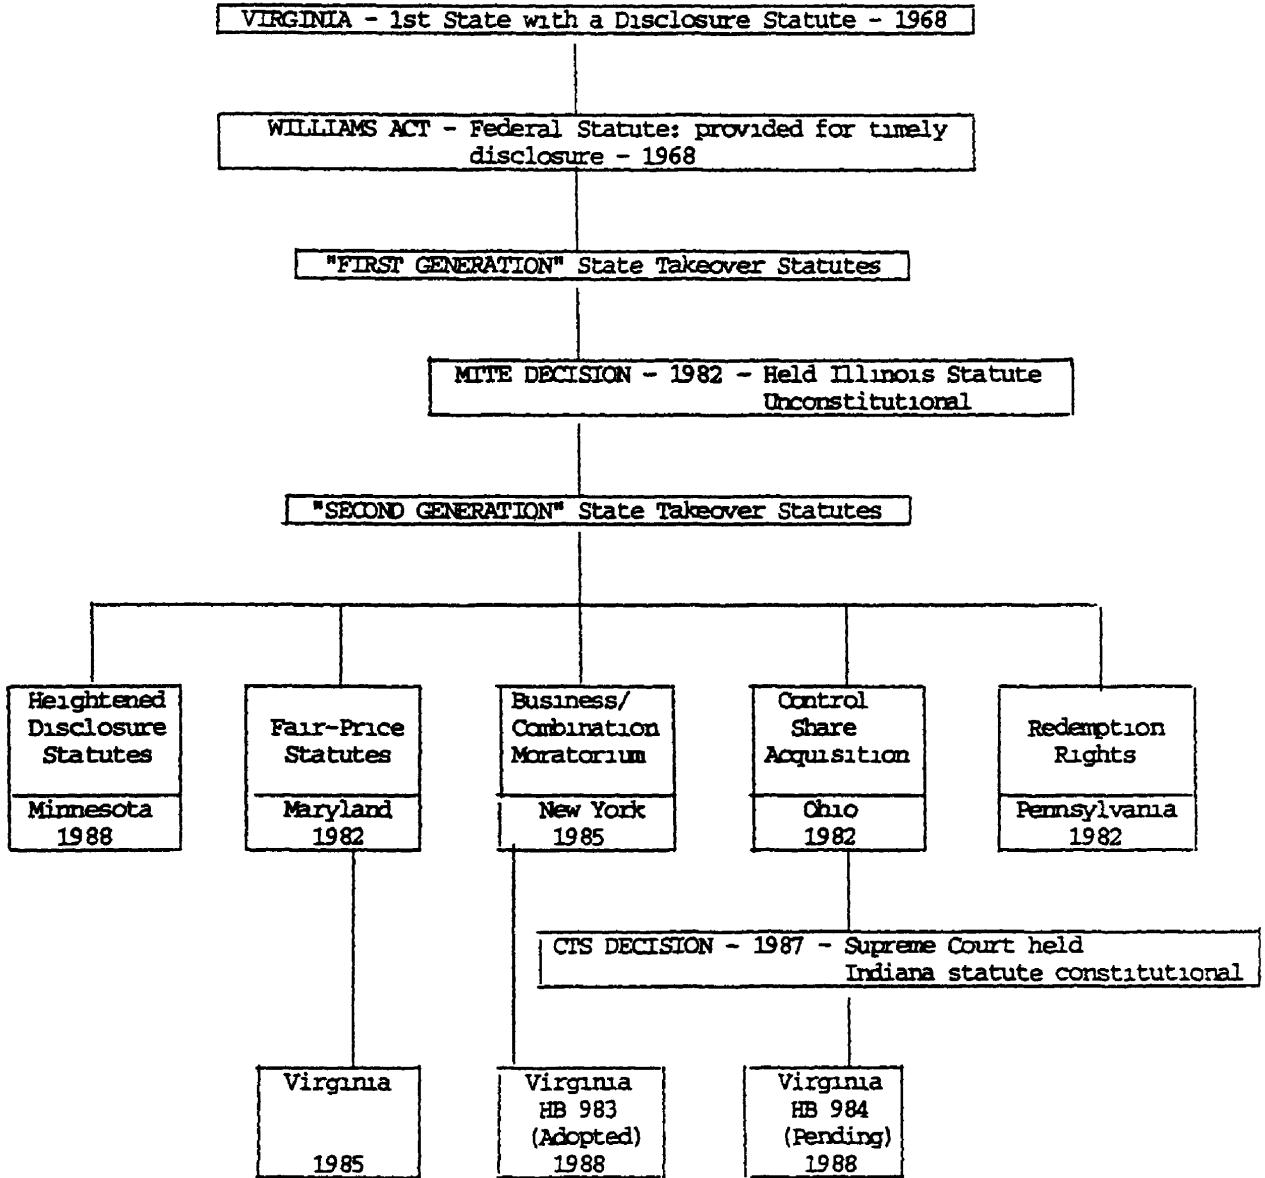 VIRGINIA - 1st State with a Disclosure Statute - 1968
WILLIAMS ACT - Federal Statute: provided for timely
disclosure - 1968
"FIRST GENERATION" State Takeover Statutes
MITE DECISION - 1982 - Held Illinois Statute
Unconstitutional
"SECOND GENERATION" State Takeover Statutes
Heightened
Disclosure
Statutes
Minnesota
1988
Fair-Price
Statutes
Maryland
1982
Business/
Combination
Moratorium
New York
1985
Control
Share
Acquisition
Ohio
1982
Redemption
Rights
Pennsylvania
1982
CTS DECISION - 1987 - Supreme Court held
Indiana statute constitutional
Virginia
1985
Virginia
HB 983
(Adopted)
1988
Virginia
HB 984
(Pending)
1988